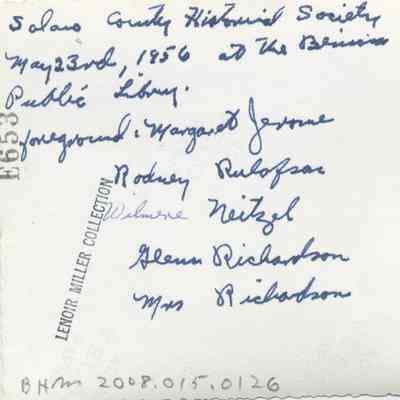 Solano County Historical Society
May 23rd, 1956 at the Benicia
Public Library.
foreground: Margaret Jerome
Rodney Rulofson
Wilmere Neitzel
Glenn Richardson
Mrs Richardson
E653
LENOIR MILLER COLLECTION
BHM 2008.015.0126